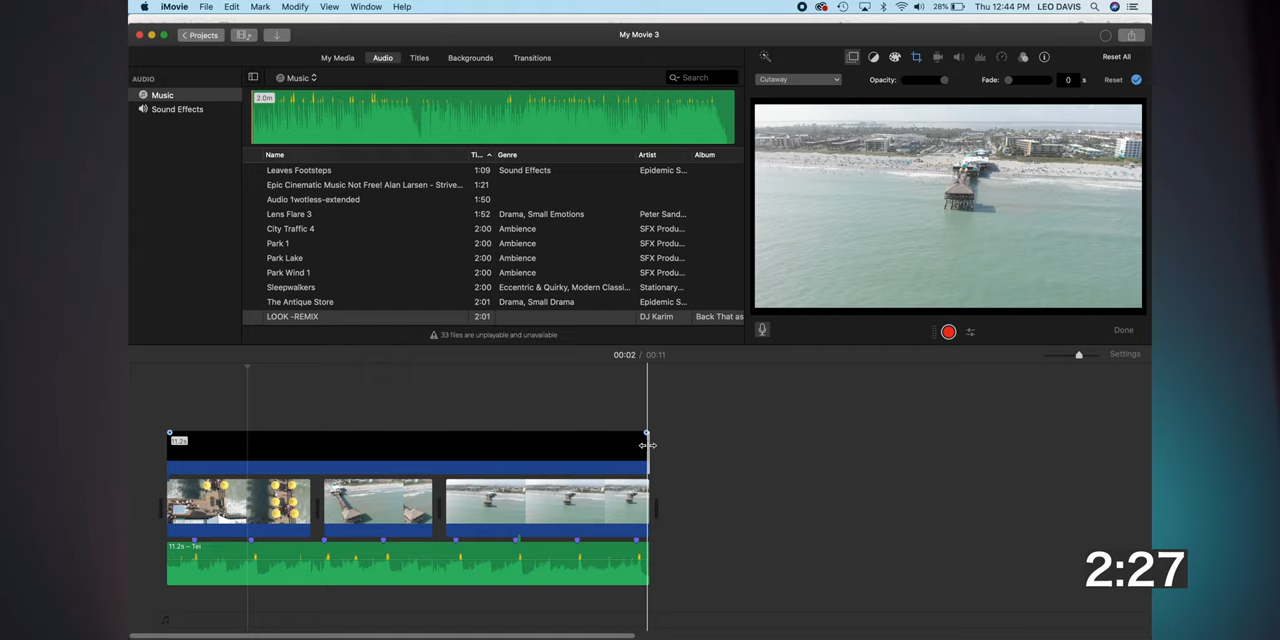 iMovie File Edit Mark Modify View Window Help 28% Thu 12:44 PM LEO DAVIS
Projects My Movie 3
My Media Audio Titles Backgrounds Transitions Reset All
AUDIO Music Search Cutaway Opacity: Fade: 0 s Reset
Music
Sound Effects
2.0m
Name Ti... Genre Artist Album
Leaves Footsteps 1:09 Sound Effects Epidemic S...
Epic Cinematic Music Not Free! Alan Larsen - Strive... 1:21
Audio 1wotless-extended 1:50
Lens Flare 3 1:52 Drama, Small Emotions Peter Sand...
City Traffic 4 2:00 Ambience SFX Produ...
Park 1 2:00 Ambience SFX Produ...
Park Lake 2:00 Ambience SFX Produ...
Park Wind 1 2:00 Ambience SFX Produ...
Sleepwalkers 2:00 Eccentric & Quirky, Modern Classi... Stationary...
The Antique Store 2:01 Drama, Small Drama Epidemic S...
LOOK -REMIX 2:01 DJ Karim Back That as
33 files are unplayable and unavailable
Done
00:02 / 00:11 Settings
11.2s
11.2s – Tei
2:27